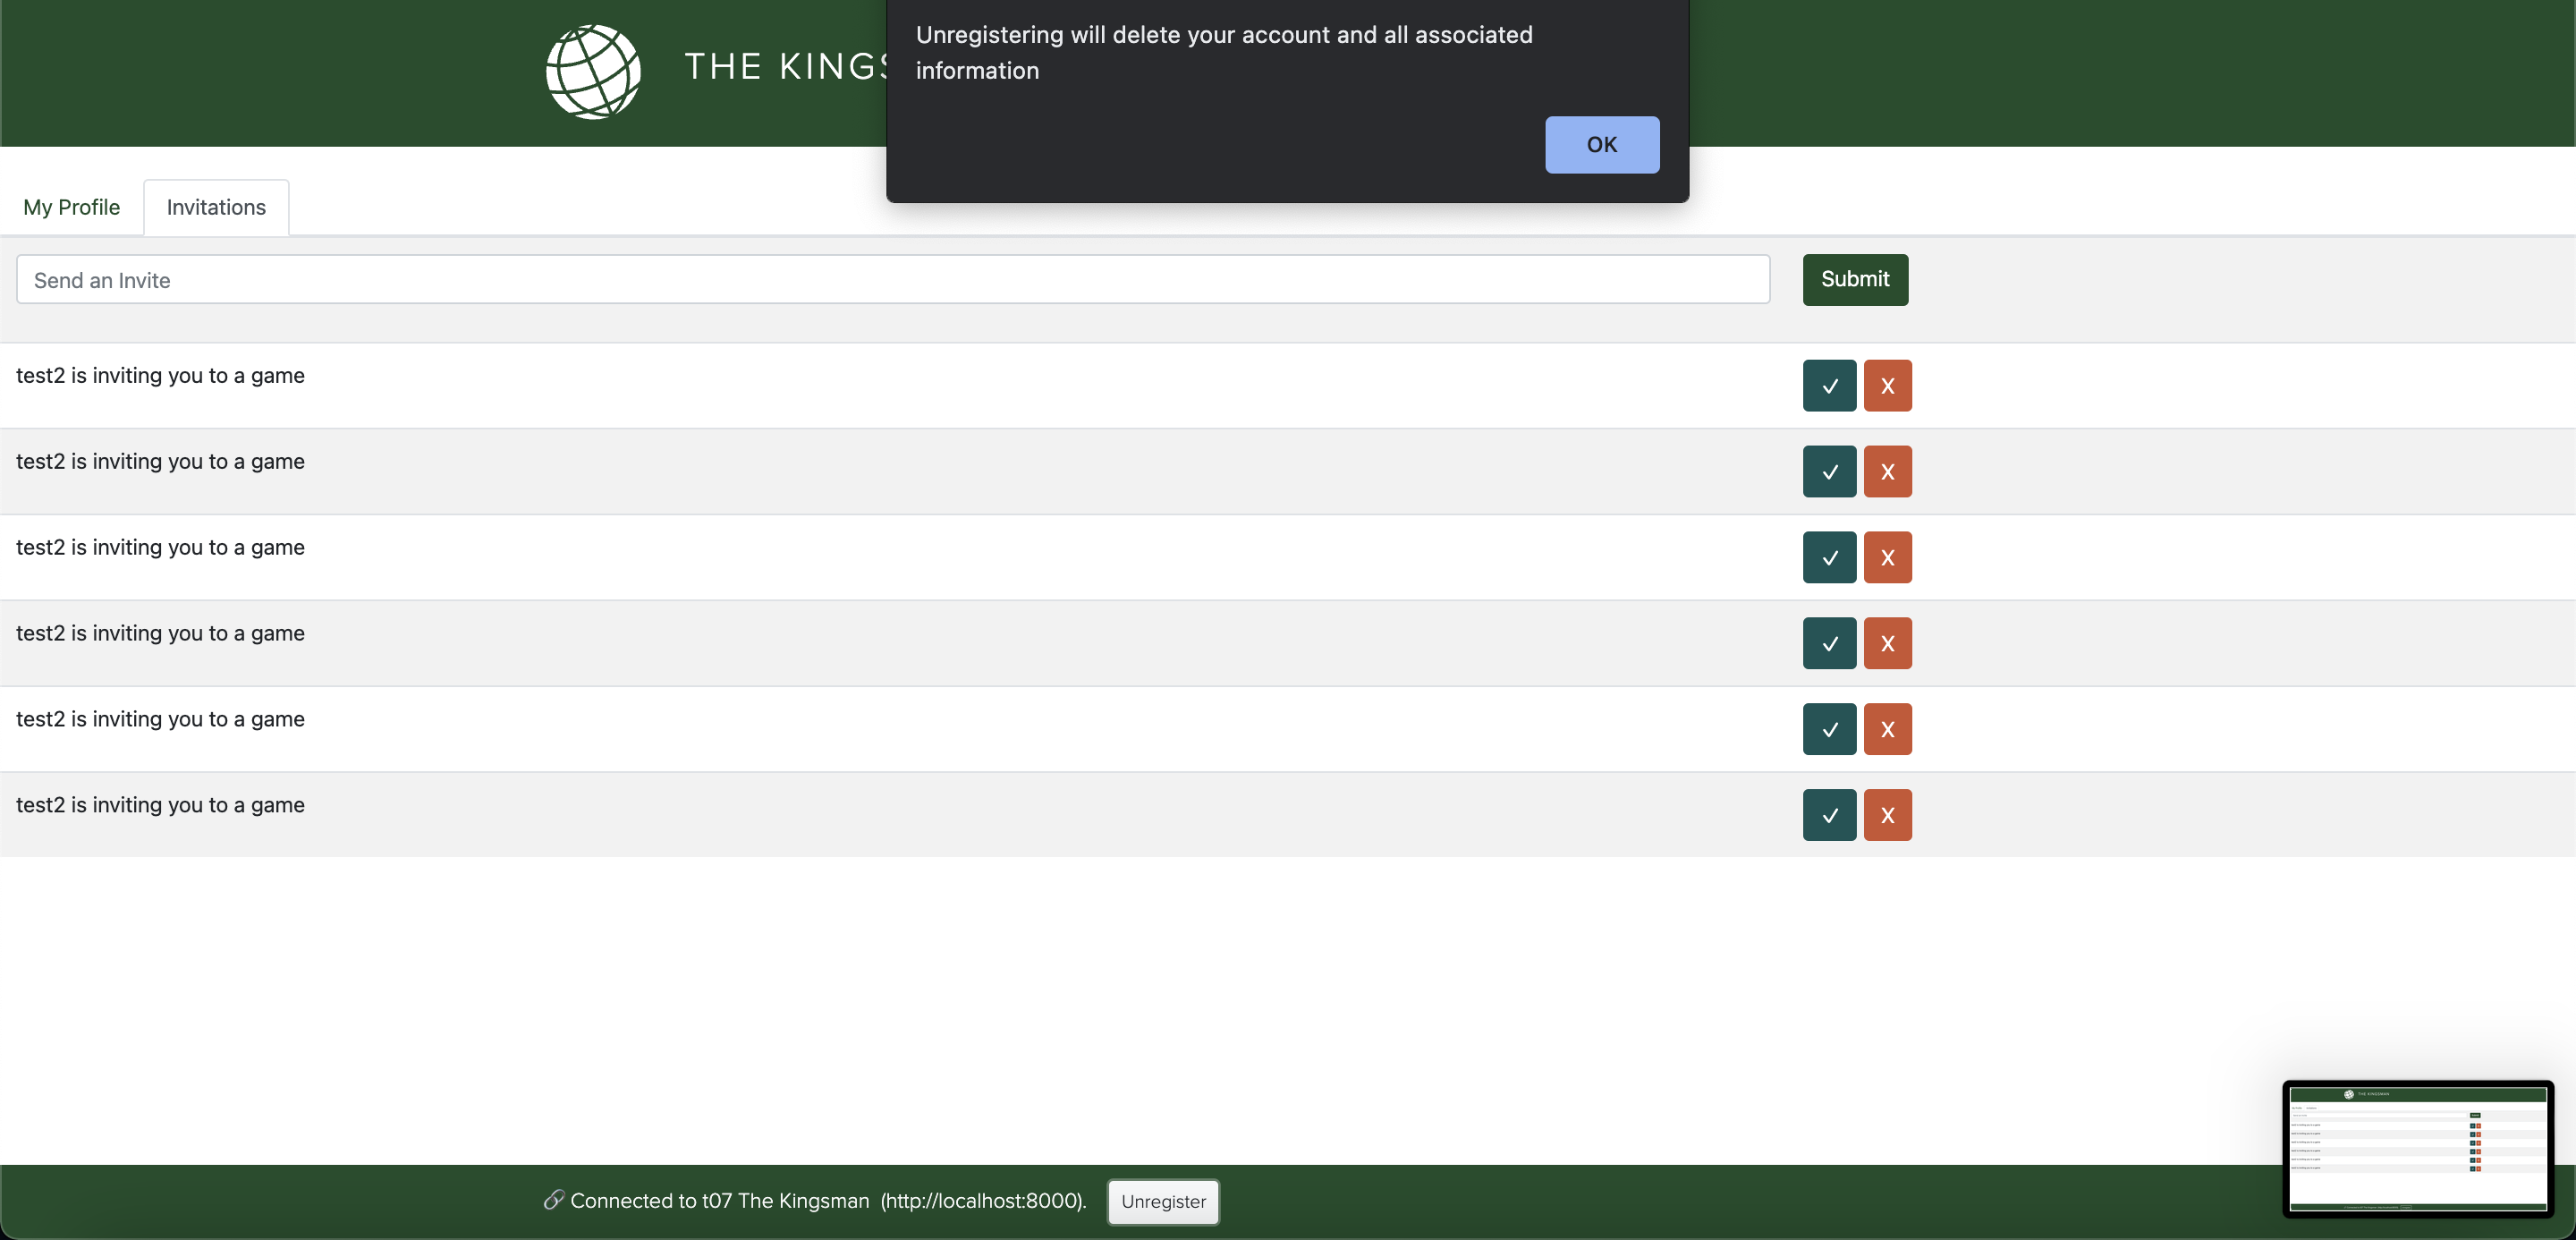 Unregistering will delete your account and all associated
information
OK
THE KINGS
My Profile
Invitations
Send an Invite
Submit
test2 is inviting you to a game
✓ X
test2 is inviting you to a game
✓ X
test2 is inviting you to a game
✓ X
test2 is inviting you to a game
✓ X
test2 is inviting you to a game
✓ X
test2 is inviting you to a game
✓ X
THE KINGSMAN
🔗 Connected to t07 The Kingsman (http://localhost:8000).
Unregister